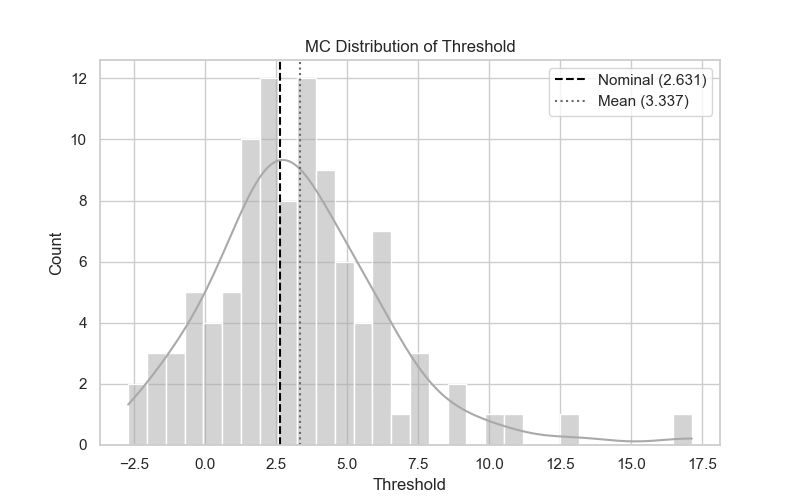 MC Distribution of Threshold
Nominal (2.631)
Mean (3.337)
Count
12
10
8
6
4
2
0
−2.5 0.0 2.5 5.0 7.5 10.0 12.5 15.0 17.5
Threshold